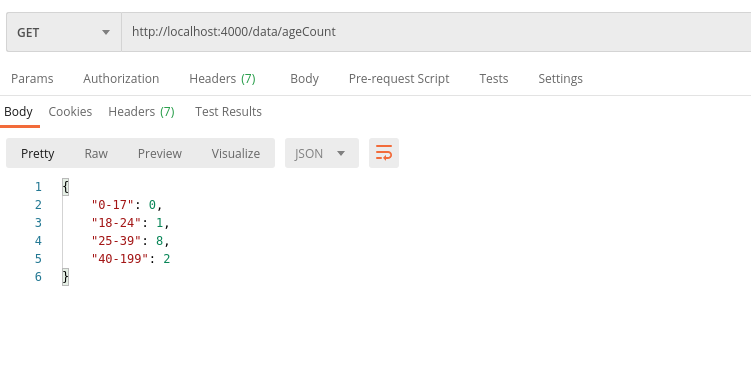 GET http://localhost:4000/data/ageCount
Params Authorization Headers (7) Body Pre-request Script Tests Settings
Body Cookies Headers (7) Test Results
Pretty Raw Preview Visualize JSON
1 {
2 "0-17": 0,
3 "18-24": 1,
4 "25-39": 8,
5 "40-199": 2
6 }